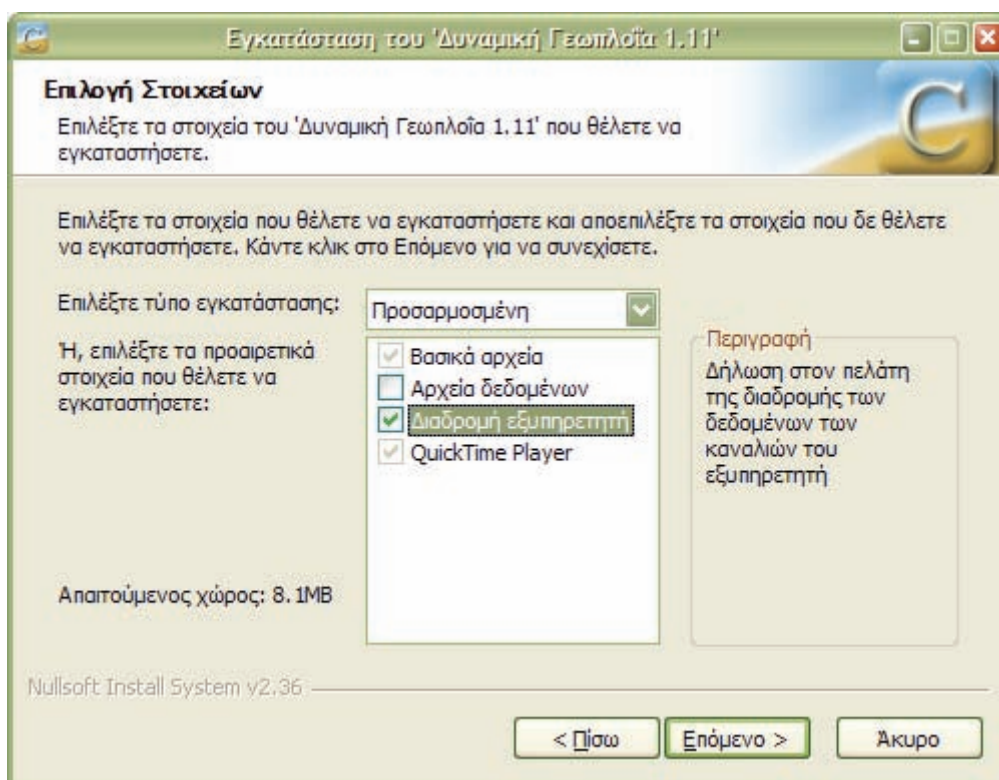 Εγκατάσταση του 'Δυναμική Γεωπλοΐα 1.11'
C
Επιλογή Στοιχείων
Επιλέξτε τα στοιχεία του 'Δυναμική Γεωπλοΐα 1.11' που θέλετε να
εγκαταστήσετε.
Επιλέξτε τα στοιχεία που θέλετε να εγκαταστήσετε και αποεπιλέξτε τα στοιχεία που δε θέλετε
να εγκαταστήσετε. Κάντε κλικ στο Επόμενο για να συνεχίσετε.
Επιλέξτε τύπο εγκατάστασης:
Προσαρμοσμένη
Ή, επιλέξτε τα προαιρετικά
στοιχεία που θέλετε να
εγκαταστήσετε:
Βασικά αρχεία
Αρχεία δεδομένων
Διαδρομή εξυπηρετητή
QuickTime Player
Περιγραφή
Δήλωση στον πελάτη
της διαδρομής των
δεδομένων των
καναλιών του
εξυπηρετητή
Απαιτούμενος χώρος: 8.1MB
Nullsoft Install System v2.36
< Πίσω
Επόμενο >
Άκυρο